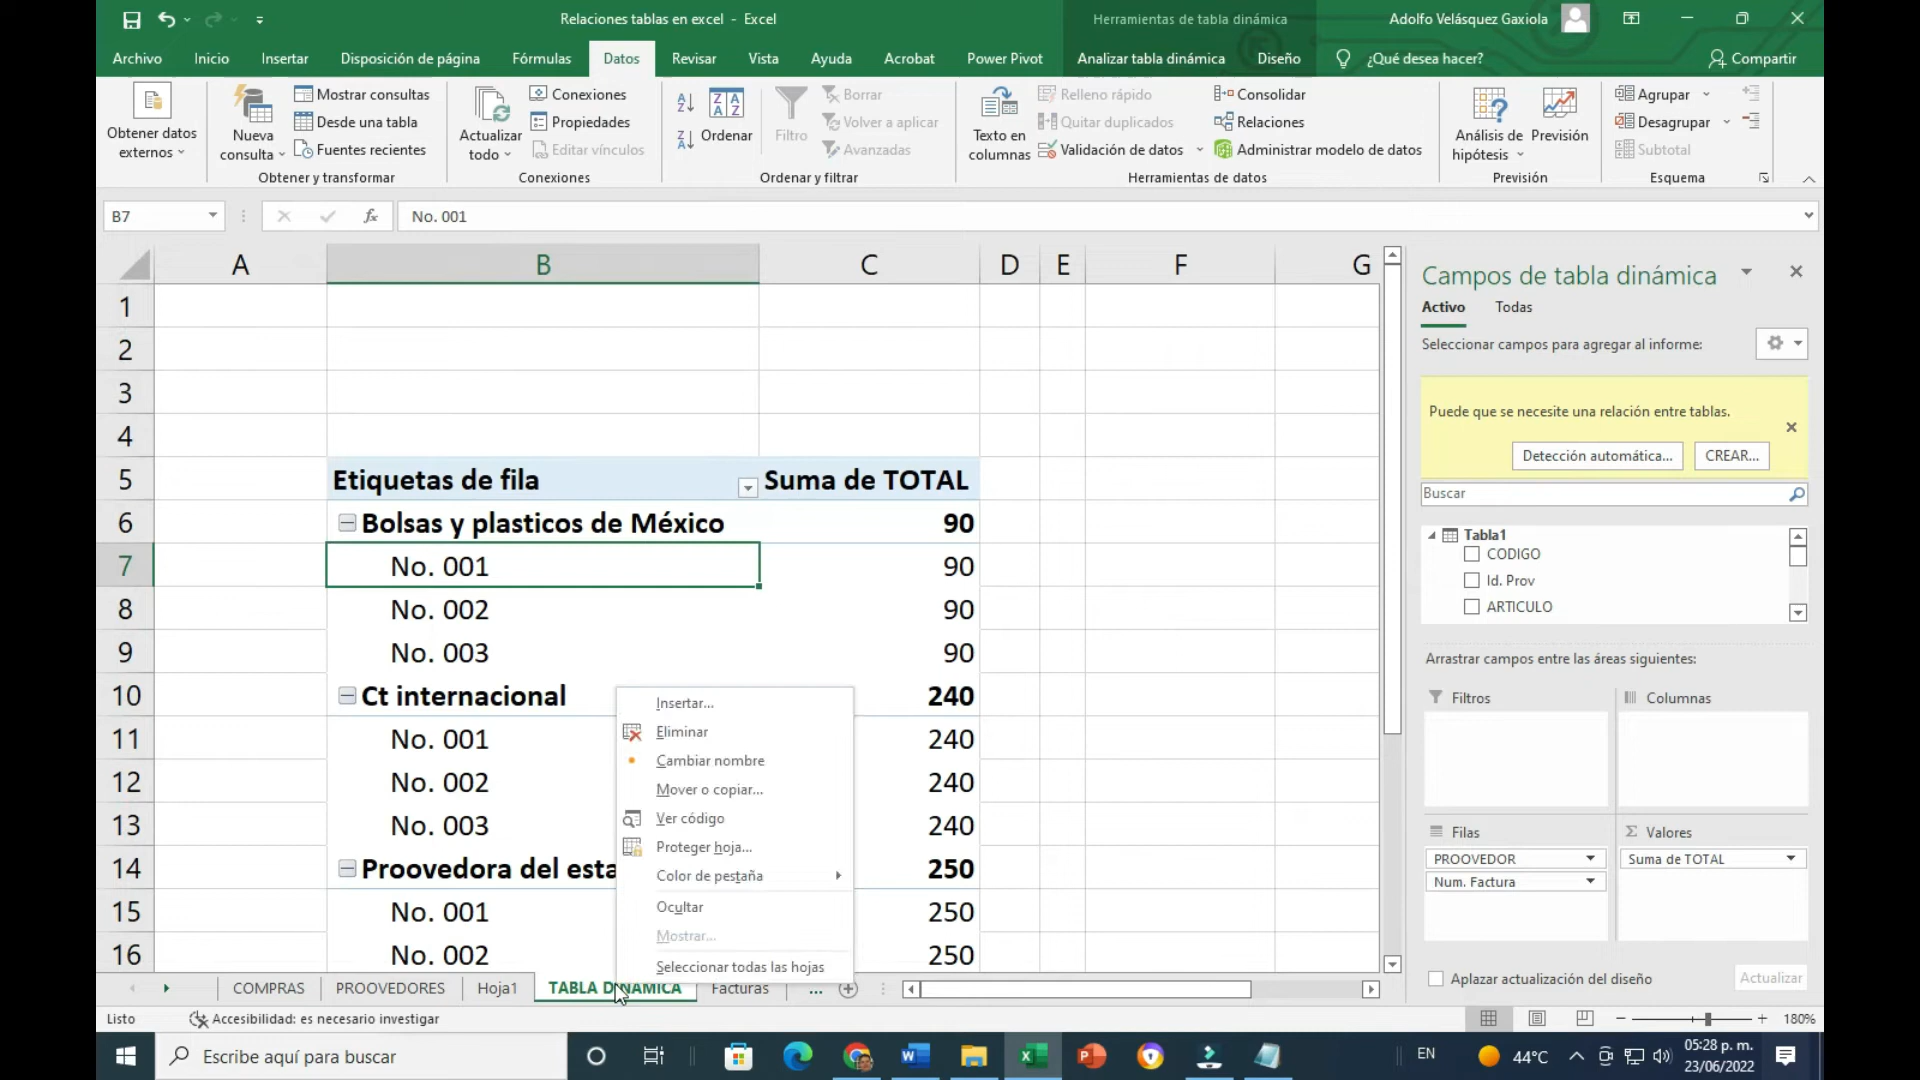 Relaciones tablas en excel - Excel
Herramientas de tabla dinámica
Adolfo Velásquez Gaxiola
Archivo Inicio Insertar Disposición de página Fórmulas Datos Revisar Vista Ayuda Acrobat Power Pivot Analizar tabla dinámica Diseño ¿Qué desea hacer? Compartir
Obtener datos externos
Nueva consulta
Mostrar consultas
Desde una tabla
Fuentes recientes
Obtener y transformar
Actualizar todo
Conexiones
Propiedades
Editar vínculos
Conexiones
Ordenar
Filtro
Borrar
Volver a aplicar
Avanzadas
Ordenar y filtrar
Texto en columnas
Relleno rápido
Quitar duplicados
Validación de datos
Consolidar
Relaciones
Administrar modelo de datos
Herramientas de datos
Análisis de hipótesis
Previsión
Previsión
Agrupar
Desagrupar
Subtotal
Esquema
B7
fx
No. 001
A B C D E F G
1
2
3
4
5 Etiquetas de fila Suma de TOTAL
6 Bolsas y plasticos de México 90
7 No. 001 90
8 No. 002 90
9 No. 003 90
10 Ct internacional 240
11 No. 001 240
12 No. 002 240
13 No. 003 240
14 Proovedora del esta 250
15 No. 001 250
16 No. 002 250
Insertar...
Eliminar
Cambiar nombre
Mover o copiar...
Ver código
Proteger hoja...
Color de pestaña
Ocultar
Mostrar...
Seleccionar todas las hojas
Campos de tabla dinámica
Activo Todas
Seleccionar campos para agregar al informe:
Puede que se necesite una relación entre tablas.
Detección automática... CREAR...
Buscar
Tabla1
CODIGO
Id. Prov
ARTICULO
Arrastrar campos entre las áreas siguientes:
Filtros
Columnas
Filas
PROOVEDOR
Num. Factura
Σ Valores
Suma de TOTAL
Aplazar actualización del diseño Actualizar
COMPRAS PROOVEDORES Hoja1 TABLA DINAMICA Facturas ...
Listo Accesibilidad: es necesario investigar 180%
Escribe aquí para buscar
EN
44°C
05:28 p. m.
23/06/2022